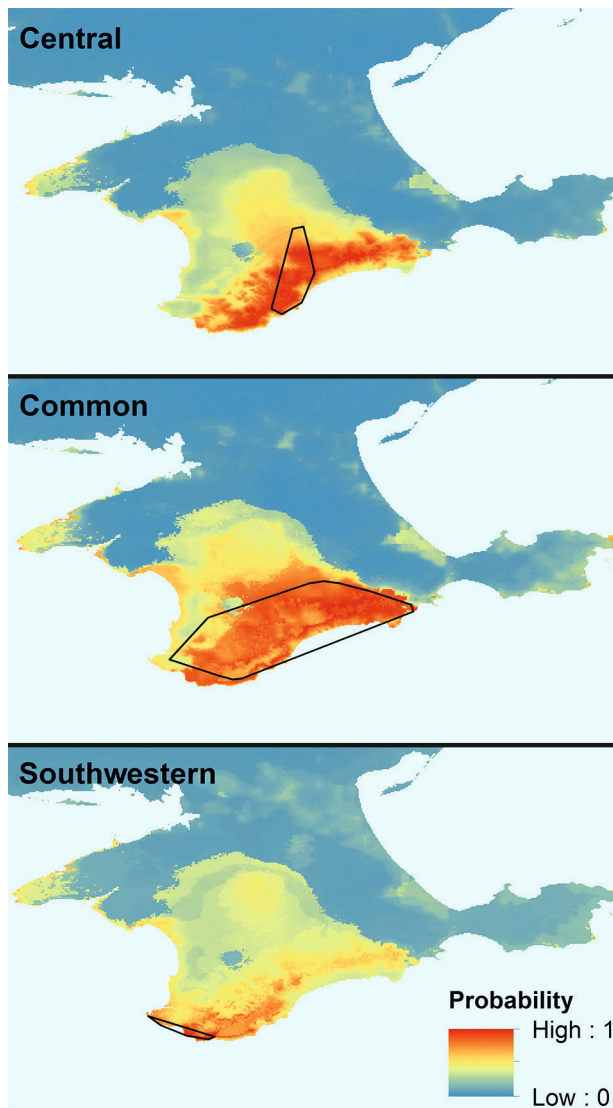 Central
Common
Southwestern
Probability
High : 1
Low : 0